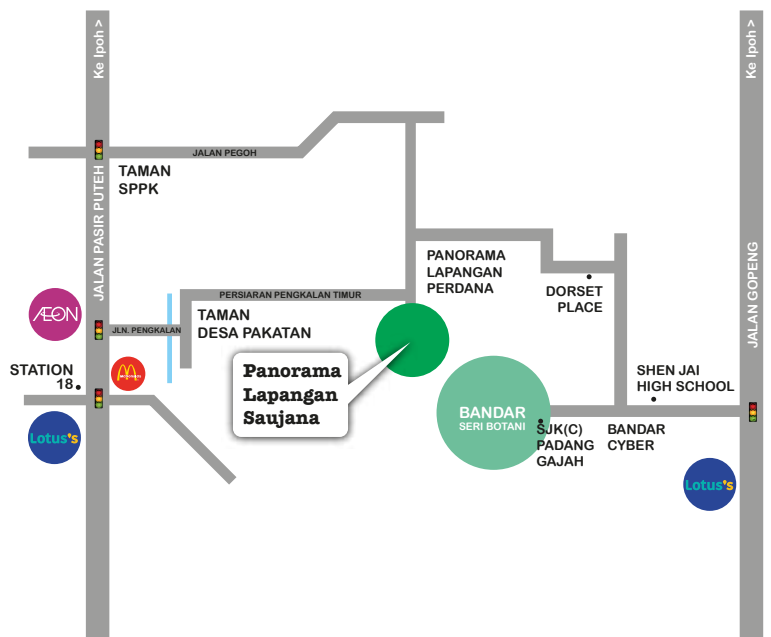 Ke Ipoh >
Ke Ipoh >
JALAN PEGOH
TAMAN
SPPK
JALAN PASIR PUTEH
JALAN GOPENG
PANORAMA
LAPANGAN
PERDANA
DORSET
PLACE
PERSIARAN PENGKALAN TIMUR
AEON
JLN. PENGKALAN
TAMAN
DESA PAKATAN
STATION
18
Panorama
Lapangan
Saujana
SHEN JAI
HIGH SCHOOL
BANDAR
SERI BOTANI
SJK(C)
PADANG
GAJAH
BANDAR
CYBER
Lotus's
Lotus's